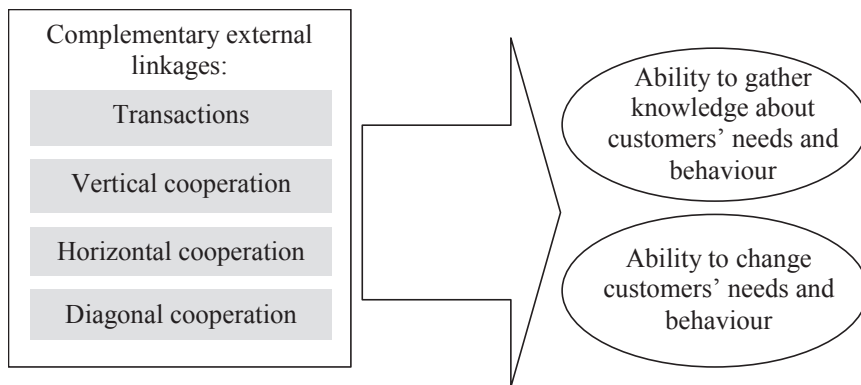 Complementary external
linkages:
Transactions
Vertical cooperation
Horizontal cooperation
Diagonal cooperation
Ability to gather
knowledge about
customers’ needs and
behaviour
Ability to change
customers’ needs and
behaviour